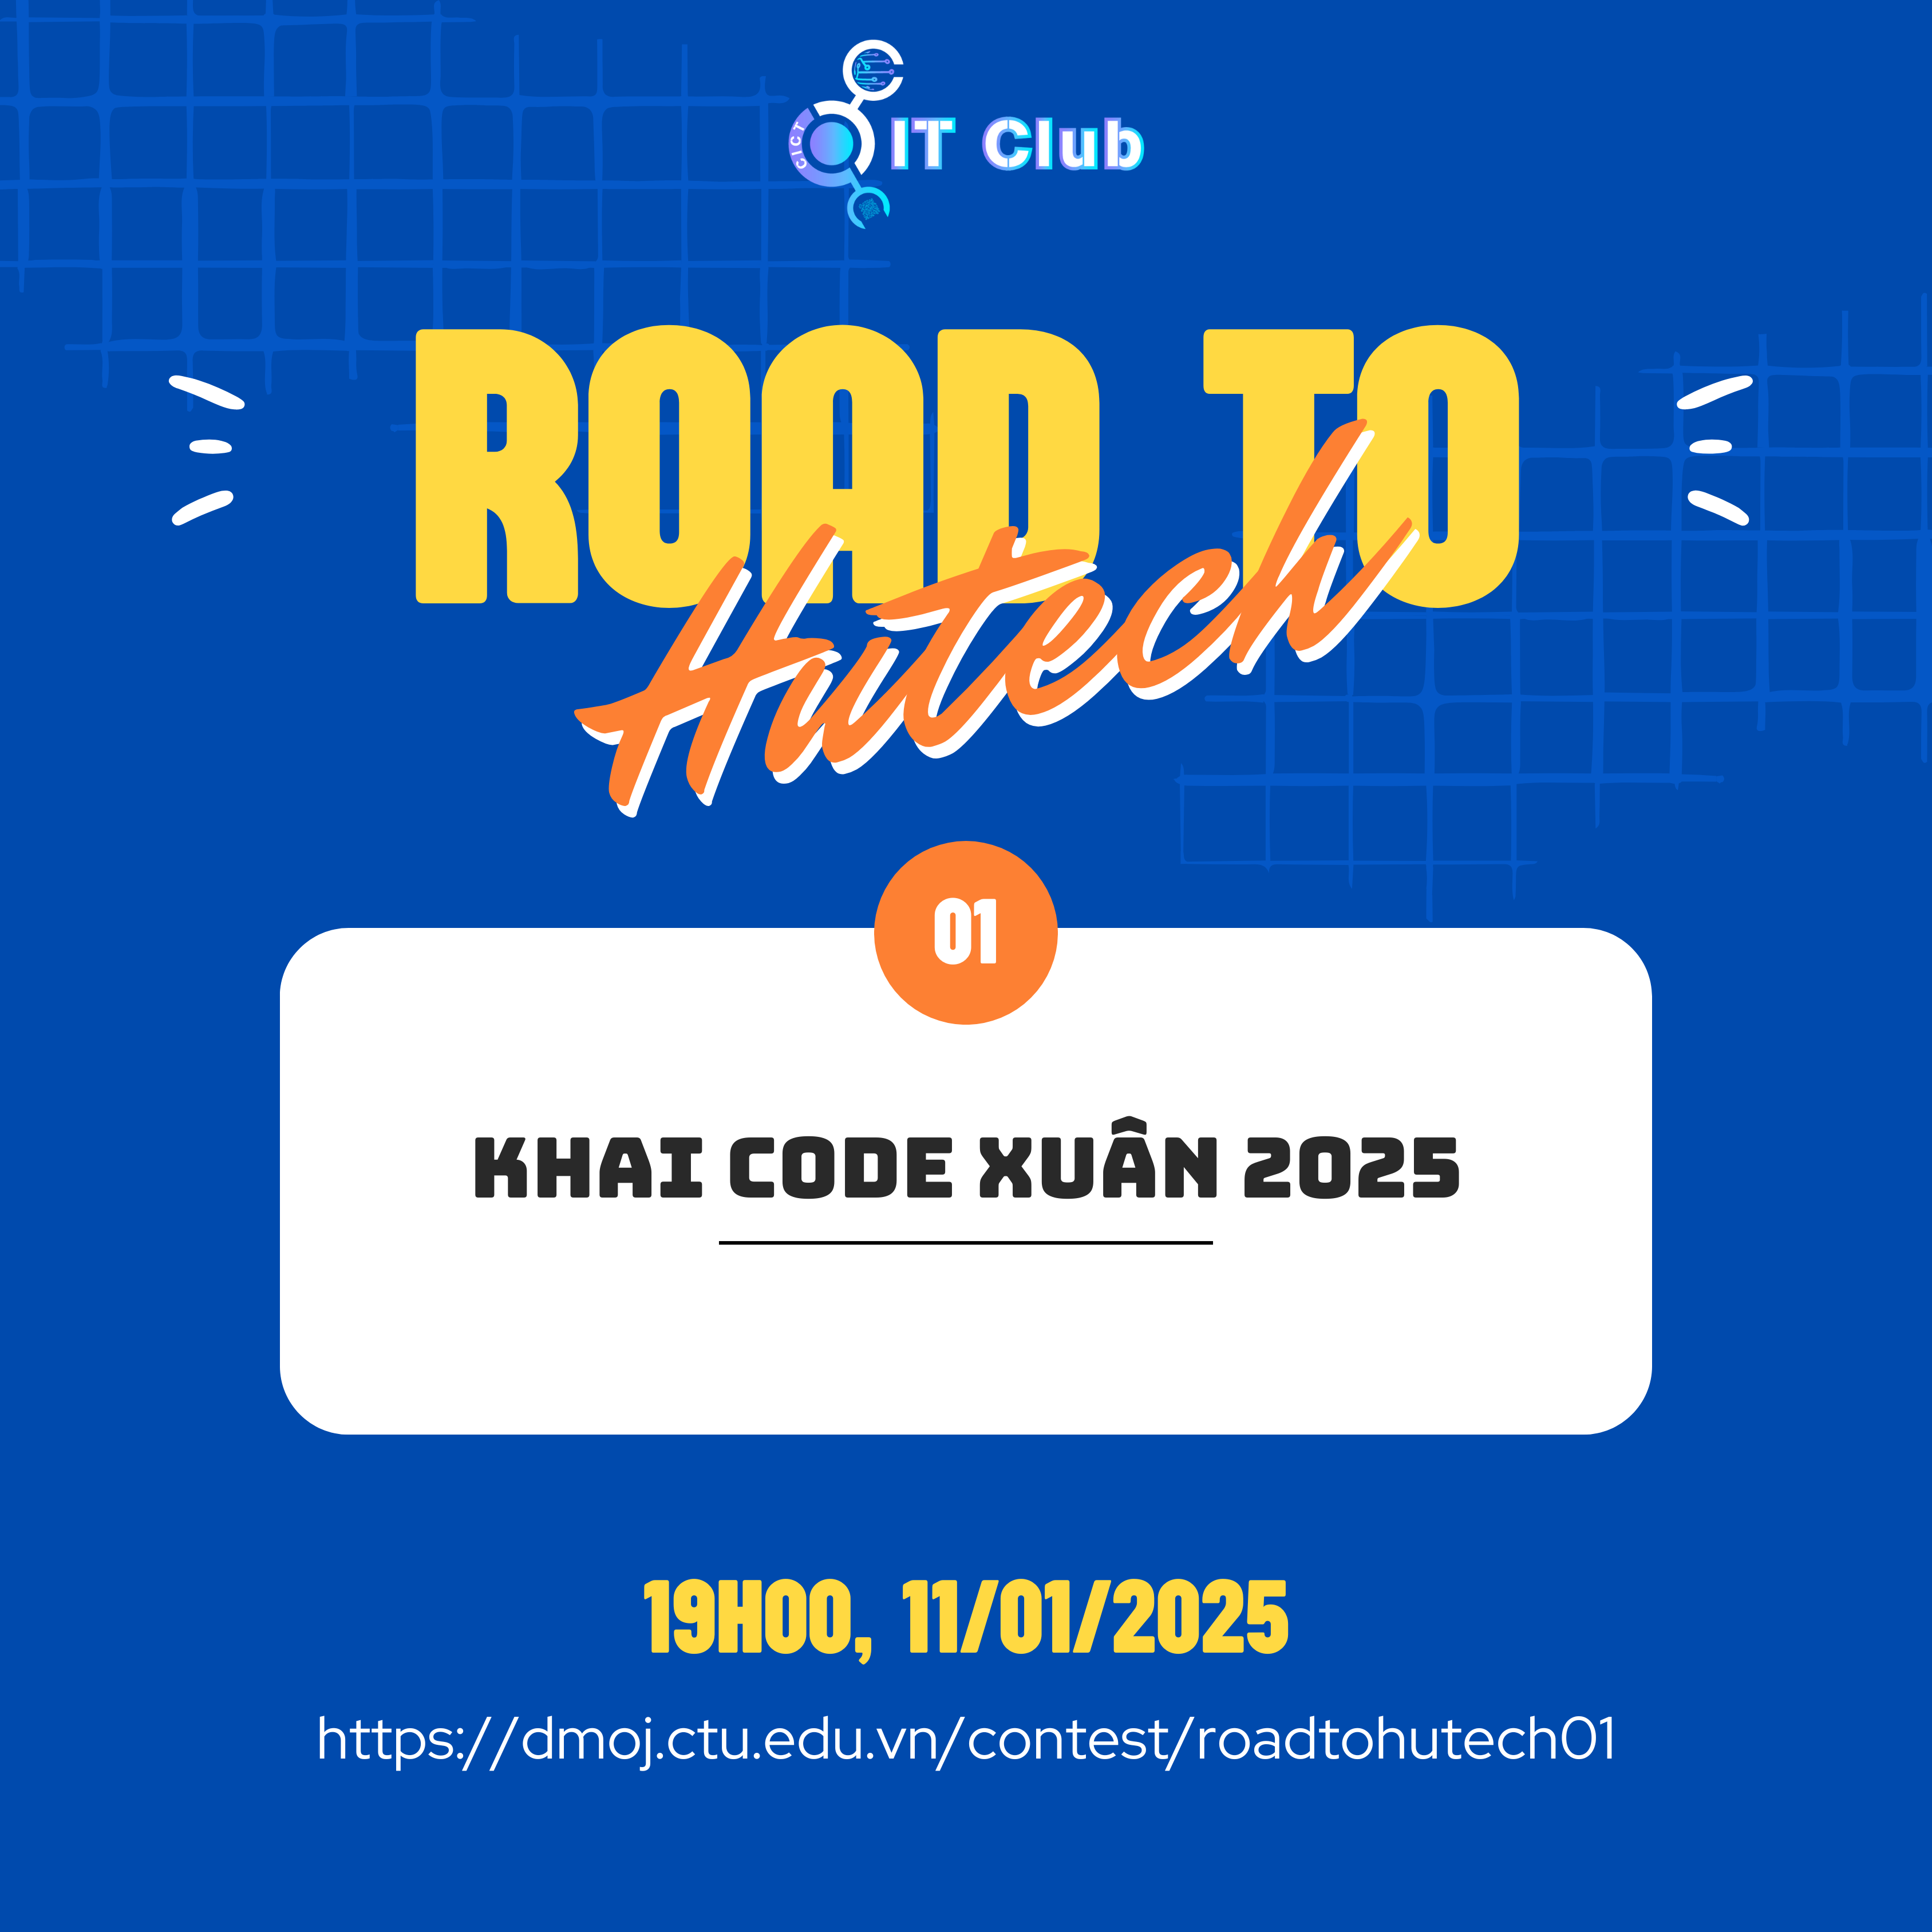 CICT
IT Club
ROAD TO
Hutech
01
KHAI CODE XUÂN 2025
19H00, 11/01/2025
https://dmoj.ctu.edu.vn/contest/roadtohutech01